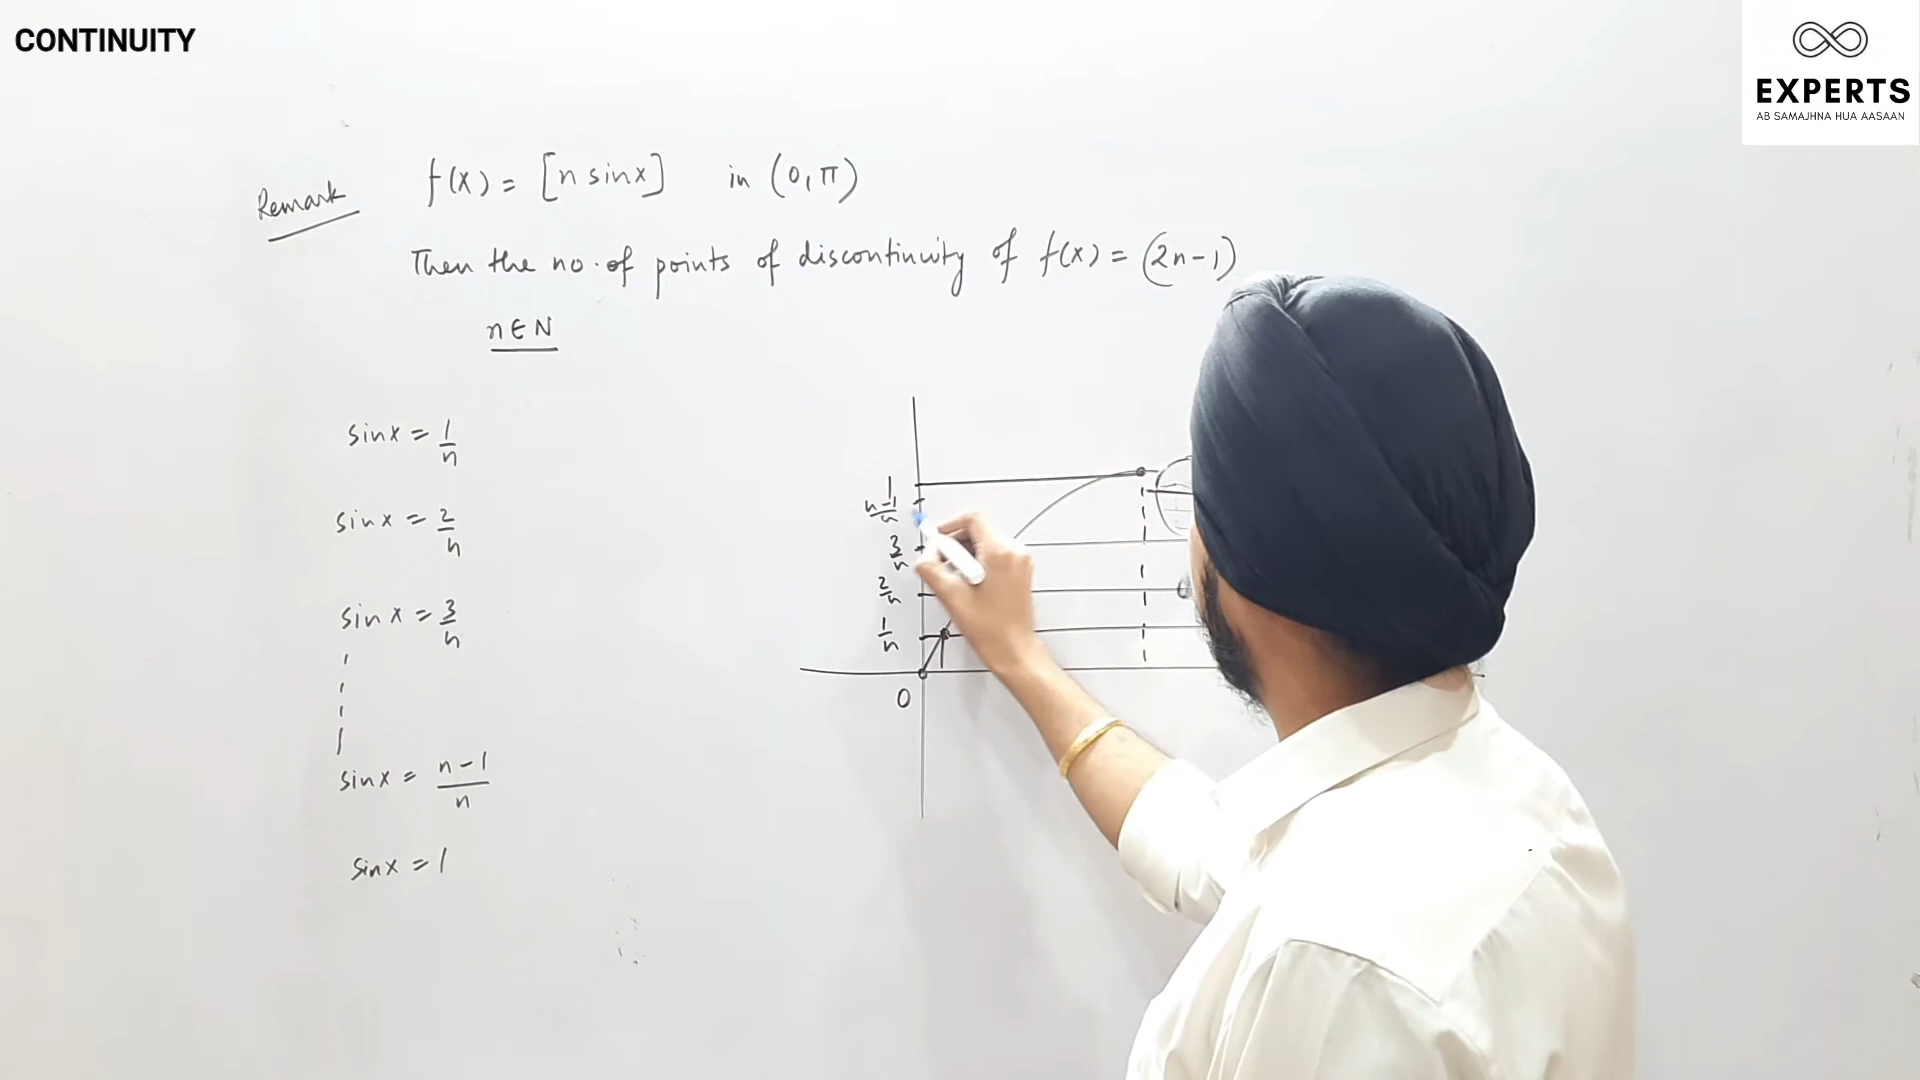 CONTINUITY
EXPERTS
AB SAMAJHNA HUA AASAAN
Remark f(x) = [n sinx] in (0, π)
Then the no. of points of discontinuity of f(x) = (2n-1)
n∈N
sinx = 1/n
sinx = 2/n
sinx = 3/n
sinx = n-1/n
sinx = 1
1
n-1/n
3/n
2/n
1/n
0